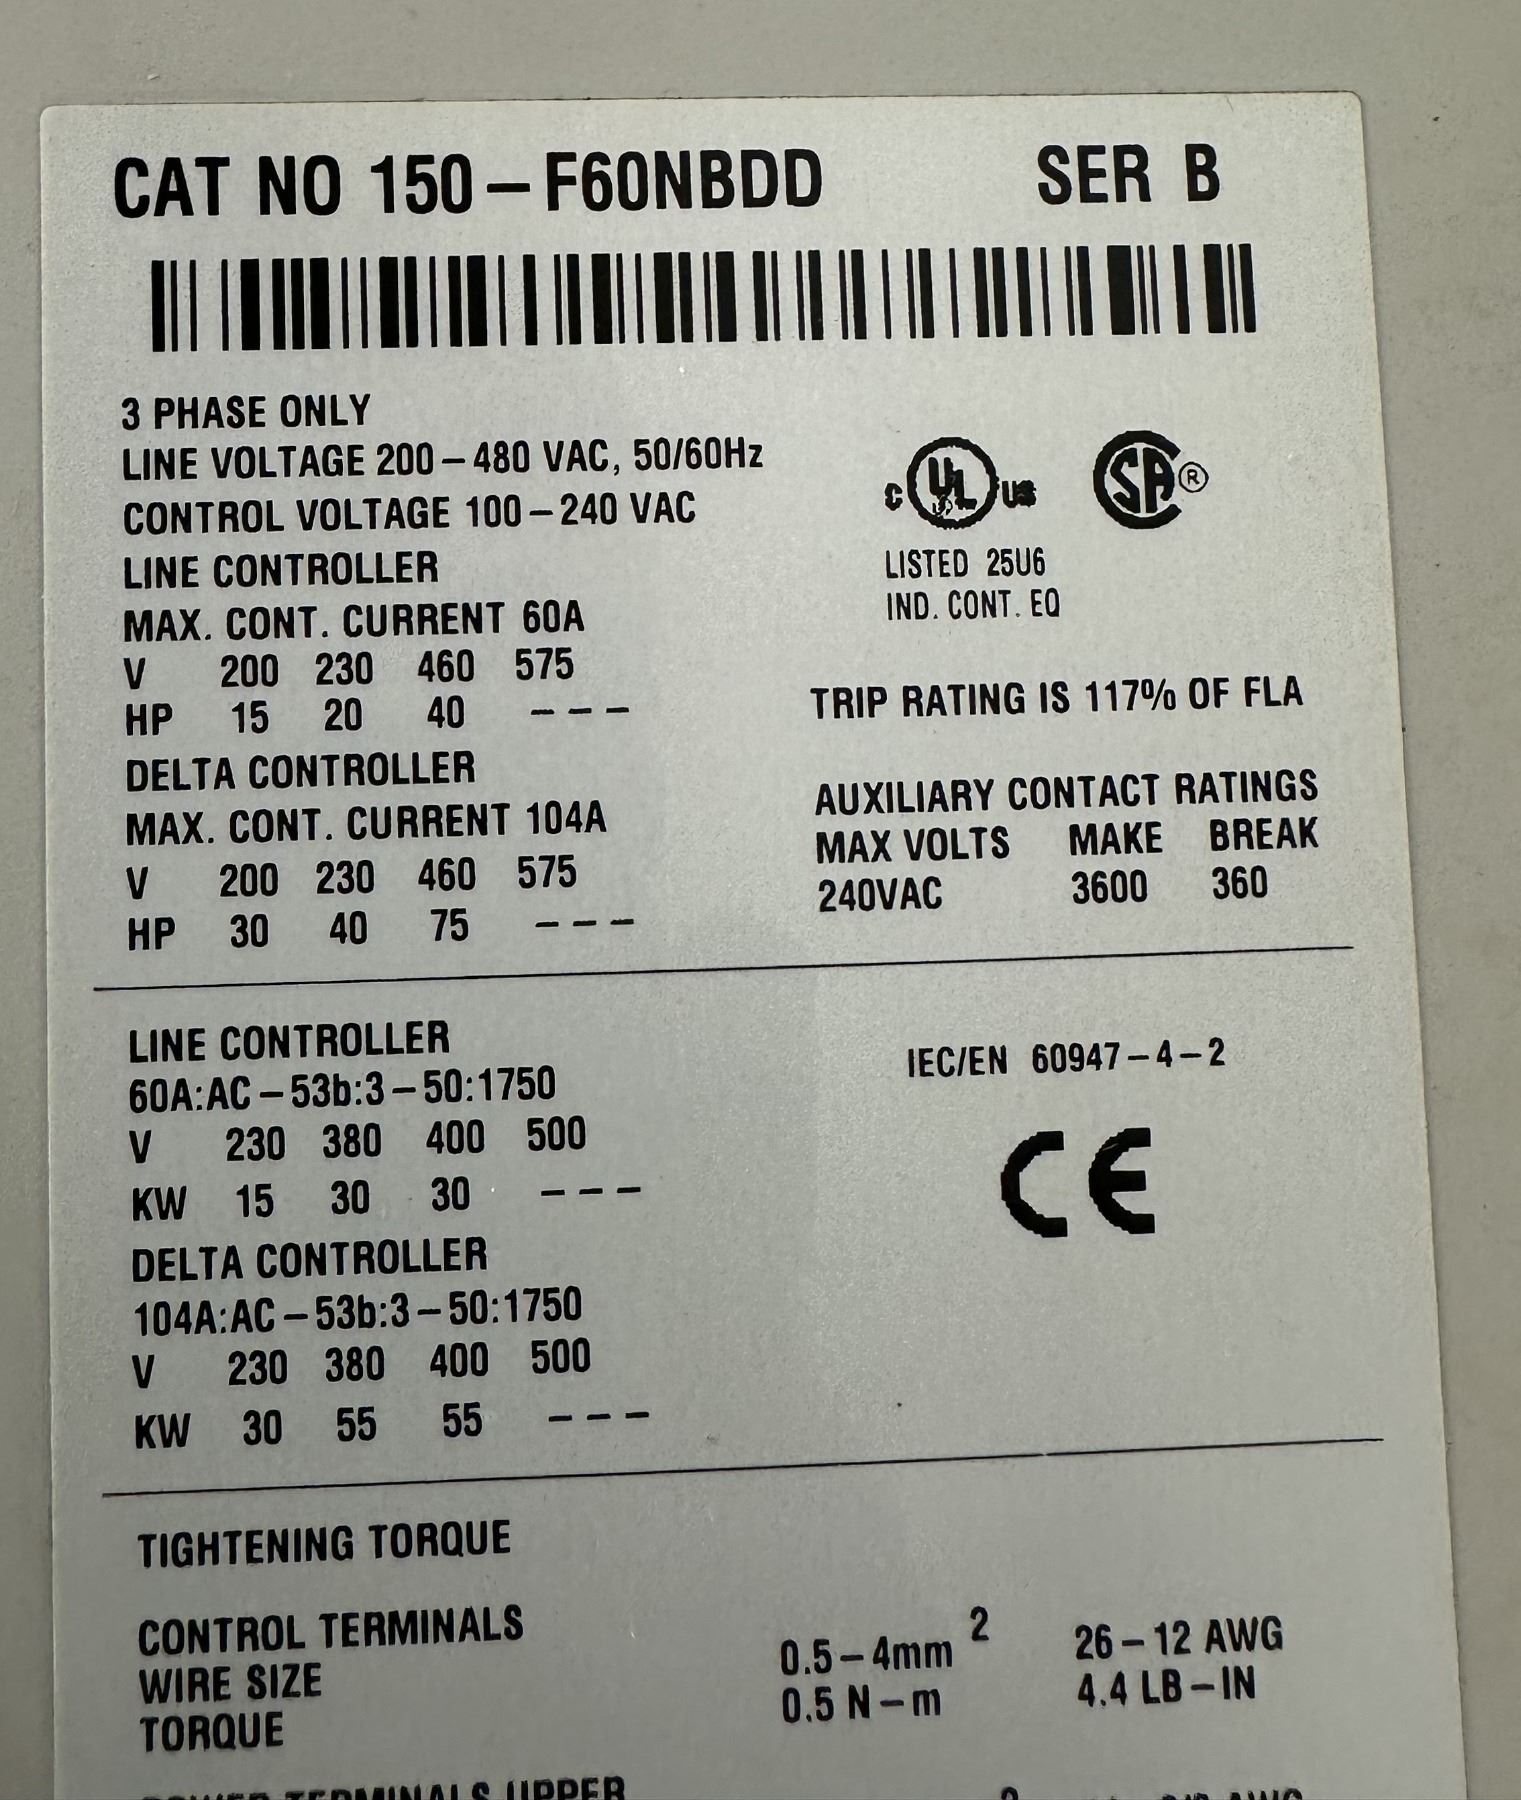 CAT NO 150-F60NBDD SER B
3 PHASE ONLY
LINE VOLTAGE 200-480 VAC, 50/60Hz
CONTROL VOLTAGE 100-240 VAC
LINE CONTROLLER
MAX. CONT. CURRENT 60A
V 200 230 460 575
HP 15 20 40 ---
DELTA CONTROLLER
MAX. CONT. CURRENT 104A
V 200 230 460 575
HP 30 40 75 ---
C UL US SA ®
LISTED 25U6
IND. CONT. EQ
TRIP RATING IS 117% OF FLA
AUXILIARY CONTACT RATINGS
MAX VOLTS MAKE BREAK
240VAC 3600 360
LINE CONTROLLER
60A:AC-53b:3-50:1750
V 230 380 400 500
KW 15 30 30 ---
DELTA CONTROLLER
104A:AC-53b:3-50:1750
V 230 380 400 500
KW 30 55 55 ---
IEC/EN 60947-4-2
CE
TIGHTENING TORQUE
CONTROL TERMINALS
WIRE SIZE 0.5-4mm² 26-12 AWG
TORQUE 0.5 N-m 4.4 LB-IN
POWER TERMINALS UPPER AWG